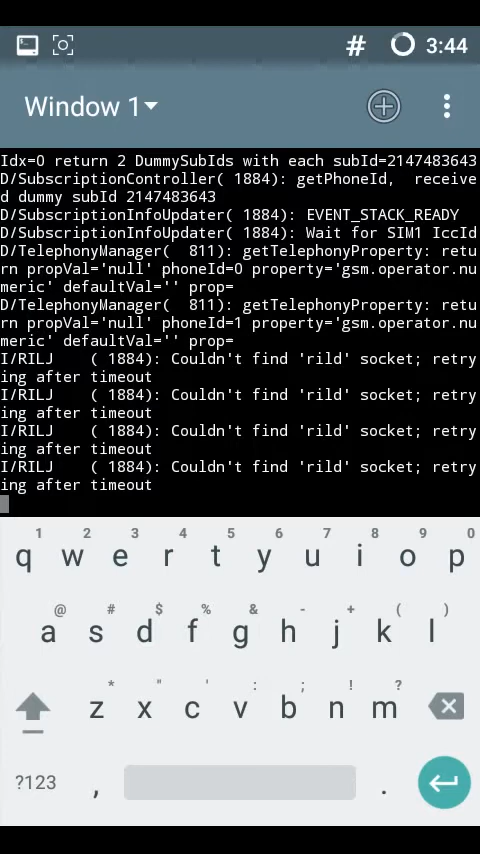 # 3:44
Window 1
Idx=0 return 2 DummySubIds with each subId=2147483643
D/SubscriptionController( 1884): getPhoneId,  receive
d dummy subId 2147483643
D/SubscriptionInfoUpdater( 1884): EVENT_STACK_READY
D/SubscriptionInfoUpdater( 1884): Wait for SIM1 IccId
D/TelephonyManager(  811): getTelephonyProperty: retu
rn propVal='null' phoneId=0 property='gsm.operator.nu
meric' defaultVal='' prop=
D/TelephonyManager(  811): getTelephonyProperty: retu
rn propVal='null' phoneId=1 property='gsm.operator.nu
meric' defaultVal='' prop=
I/RILJ    ( 1884): Couldn't find 'rild' socket; retry
ing after timeout
I/RILJ    ( 1884): Couldn't find 'rild' socket; retry
ing after timeout
I/RILJ    ( 1884): Couldn't find 'rild' socket; retry
ing after timeout
I/RILJ    ( 1884): Couldn't find 'rild' socket; retry
ing after timeout
1 2 3 4 5 6 7 8 9 0
q w e r t y u i o p
@ # $ % & - + ( )
a s d f g h j k l
* " ' : ; ! ?
z x c v b n m
?123 , .